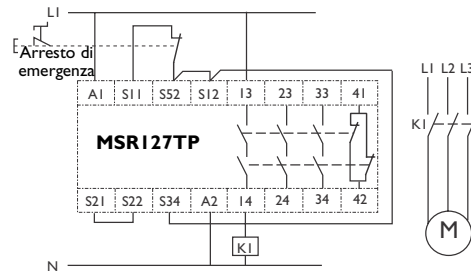 L1
Arresto di
emergenza
A1 S11 S52 S12 13 23 33 41
MSR127TP
S21 S22 S34 A2 14 24 34 42
K1
N
L1 L2 L3
K1
M